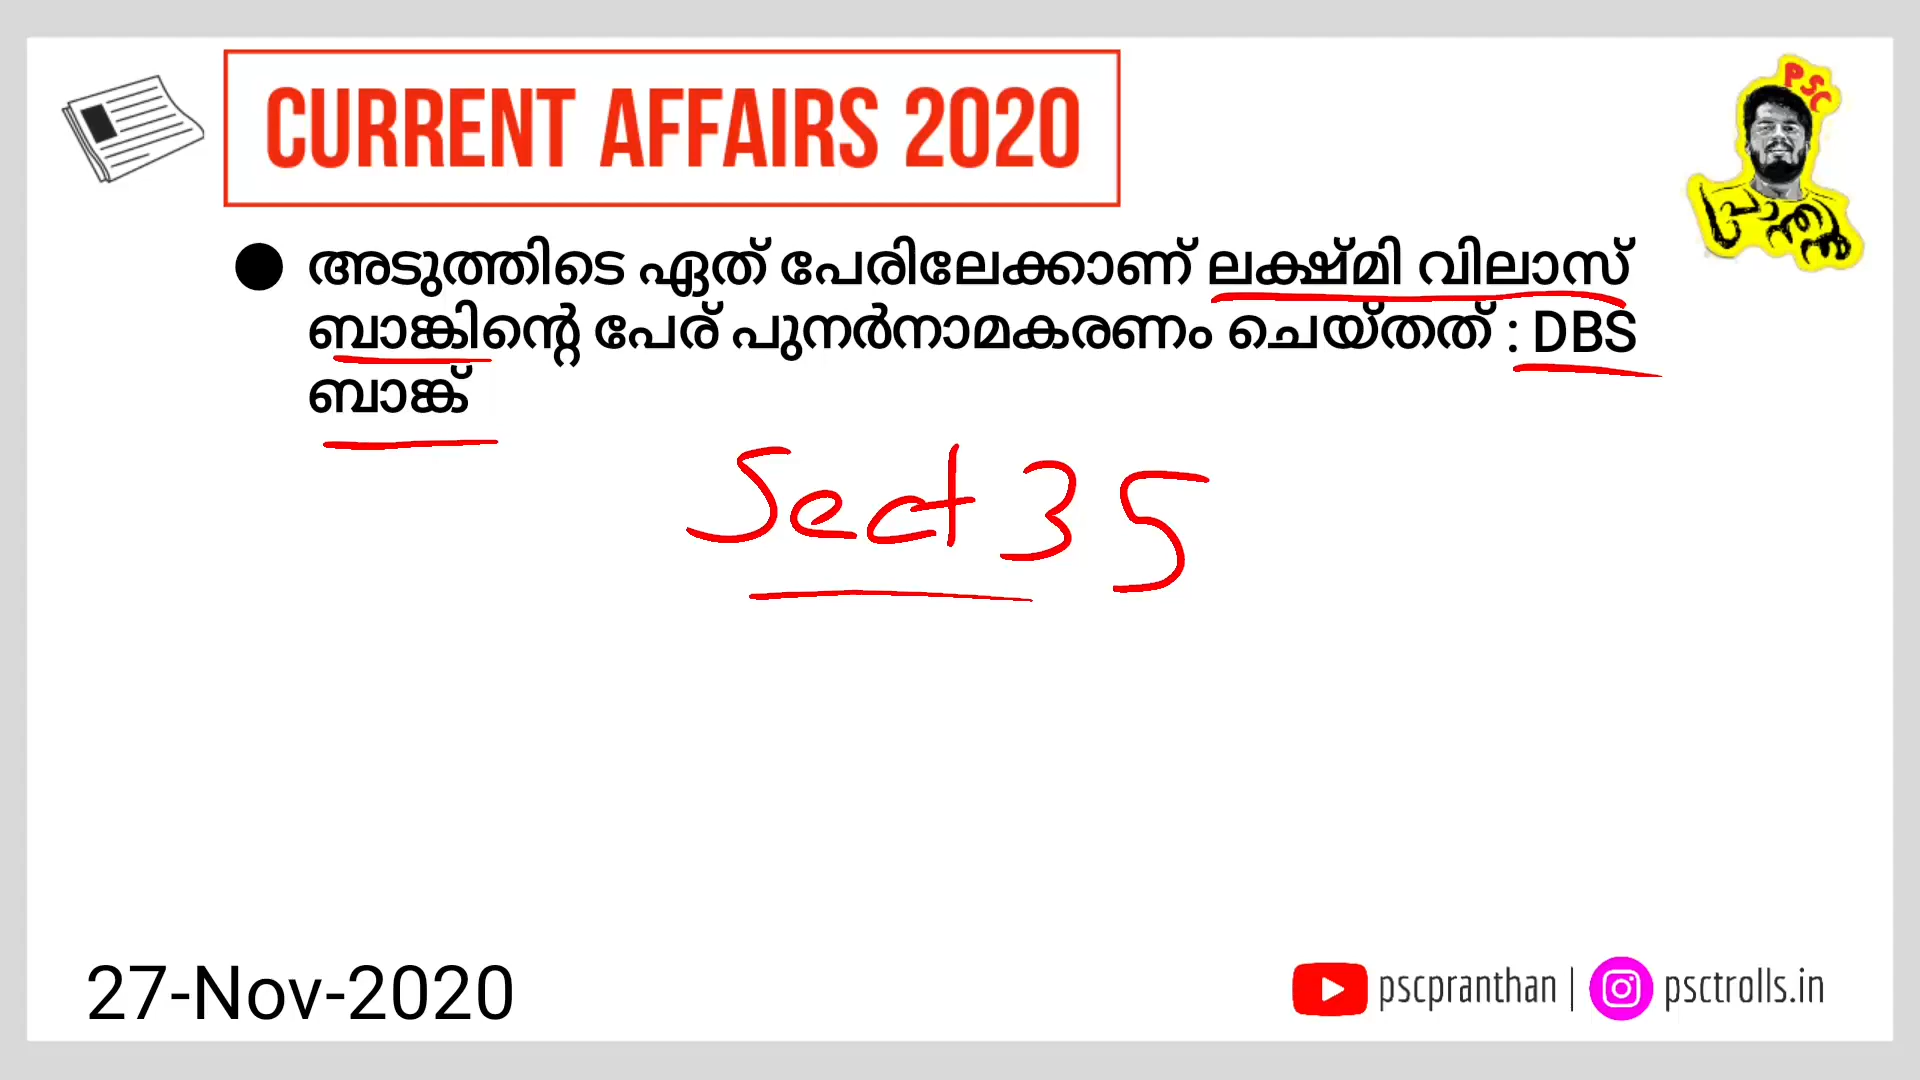 CURRENT AFFAIRS 2020
PSC
പ്രാന്തൻ
● അടുത്തിടെ ഏത് പേരിലേക്കാണ് ലക്ഷ്മി വിലാസ്
ബാങ്കിന്റെ പേര് പുനർനാമകരണം ചെയ്തത് : DBS
ബാങ്ക്
Sect 35
27-Nov-2020
pscpranthan | psctrolls.in